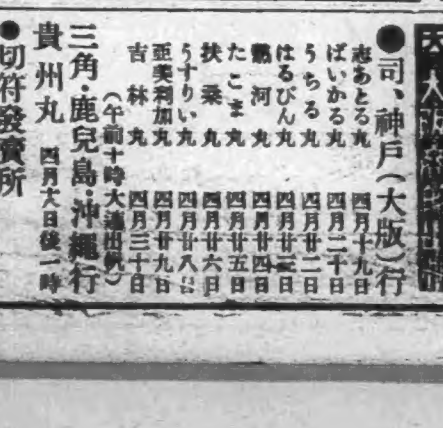 ●司、神戸(大版)行
志あとる丸 四月十九日
ばいかる丸 四月二十日
うちる丸 四月廿二日
はるびん丸 四月廿三日
熱河丸 四月廿四日
たこま丸 四月廿五日
扶桑丸 四月廿六日
うすりい丸 四月廿八日
亜美利加丸 四月廿九日
吉林丸 四月三十日
(午前十時大連出帆)
三角・鹿兒島・沖繩行
貴州丸 四月六日後一時
●切符發賣所